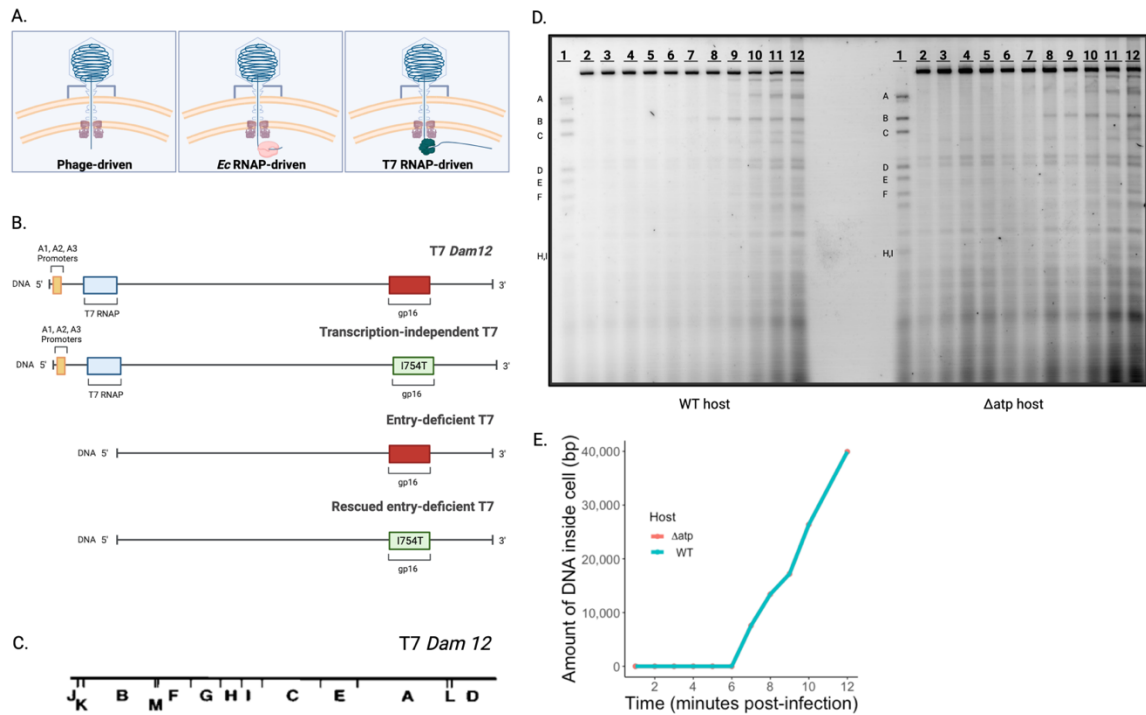 A.
Phage-driven
Ec RNAP-driven
T7 RNAP-driven
B.
A1, A2, A3
Promoters
T7 Dam12
DNA 5'
3'
T7 RNAP
gp16
Transcription-independent T7
A1, A2, A3
Promoters
DNA 5'
I754T
3'
T7 RNAP
gp16
Entry-deficient T7
DNA 5'
3'
gp16
Rescued entry-deficient T7
DNA 5'
I754T
3'
gp16
C.
T7 Dam 12
J K B M F G H I C E A L D
D.
1 2 3 4 5 6 7 8 9 10 11 12
A
B
C
D
E
F
H,I
WT host
1 2 3 4 5 6 7 8 9 10 11 12
A
B
C
D
E
F
H,I
Δatp host
E.
Amount of DNA inside cell (bp)
40,000
30,000
20,000
10,000
0
Host
Δatp
WT
2 4 6 8 10 12
Time (minutes post-infection)